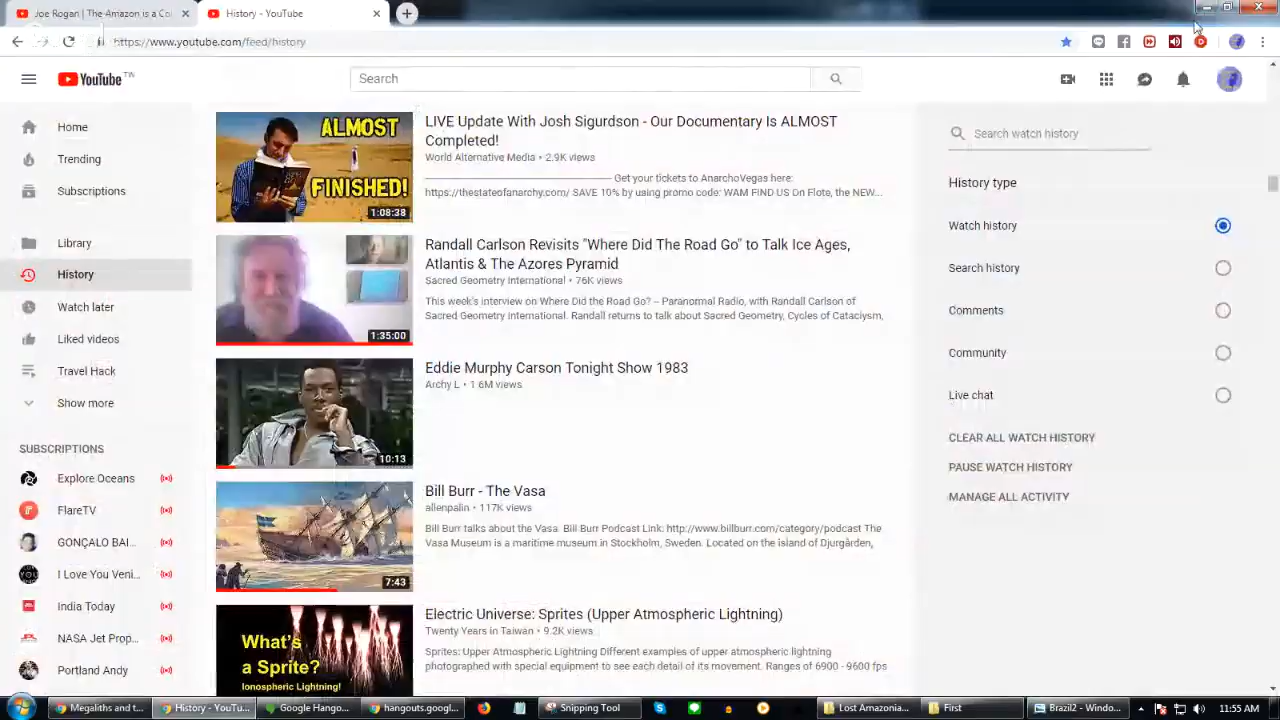 Joe Rogan | The Amazon is a Co
History - YouTube
https://www.youtube.com/feed/history
YouTube TW
Search
Home
Trending
Subscriptions
Library
History
Watch later
Liked videos
Travel Hack
Show more
SUBSCRIPTIONS
Explore Oceans
FlareTV
GONÇALO BAI...
I Love You Veni...
India Today
NASA Jet Prop...
Portland Andy
ALMOST
FINISHED!
1:08:38
LIVE Update With Josh Sigurdson - Our Documentary Is ALMOST
Completed!
World Alternative Media • 2.9K views
Get your tickets to AnarchoVegas here:
https://thestateofanarchy.com/ SAVE 10% by using promo code: WAM FIND US On Flote, the NEW...
1:35:00
Randall Carlson Revisits "Where Did The Road Go" to Talk Ice Ages,
Atlantis & The Azores Pyramid
Sacred Geometry International • 76K views
This week's interview on Where Did the Road Go? -- Paranormal Radio, with Randall Carlson of
Sacred Geometry International. Randall returns to talk about Sacred Geometry, Cycles of Cataclysm,
10:13
Eddie Murphy Carson Tonight Show 1983
Archy L • 1.6M views
7:43
Bill Burr - The Vasa
allenpalin • 117K views
Bill Burr talks about the Vasa. Bill Burr Podcast Link: http://www.billburr.com/category/podcast The
Vasa Museum is a maritime museum in Stockholm, Sweden. Located on the island of Djurgården,
What's
a Sprite?
Ionospheric Lightning!
Electric Universe: Sprites (Upper Atmospheric Lightning)
Twenty Years in Taiwan • 9.2K views
Sprites: Upper Atmospheric Lightning Different examples of upper atmospheric lightning
photographed with special equipment to see each detail of its movement. Ranges of 6900 - 9600 fps
Search watch history
History type
Watch history
Search history
Comments
Community
Live chat
CLEAR ALL WATCH HISTORY
PAUSE WATCH HISTORY
MANAGE ALL ACTIVITY
Megaliths and t...
History - YouTu...
Google Hango...
hangouts.googl...
Snipping Tool
Lost Amazonia...
First
Brazil2 - Windo...
11:55 AM